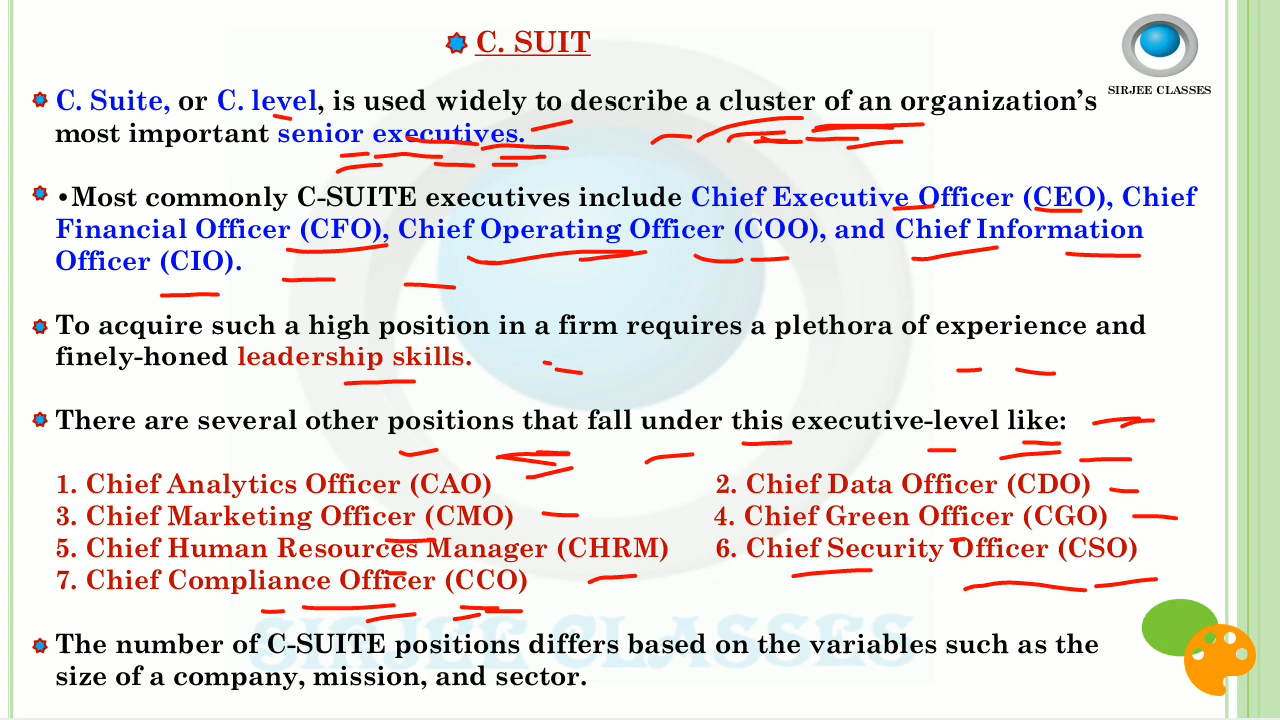 C. SUIT
SIRJEE CLASSES
C. Suite, or C. level, is used widely to describe a cluster of an organization's
most important senior executives.
•Most commonly C-SUITE executives include Chief Executive Officer (CEO), Chief
Financial Officer (CFO), Chief Operating Officer (COO), and Chief Information
Officer (CIO).
To acquire such a high position in a firm requires a plethora of experience and
finely-honed leadership skills.
There are several other positions that fall under this executive-level like:
1. Chief Analytics Officer (CAO) 2. Chief Data Officer (CDO)
3. Chief Marketing Officer (CMO) 4. Chief Green Officer (CGO)
5. Chief Human Resources Manager (CHRM) 6. Chief Security Officer (CSO)
7. Chief Compliance Officer (CCO)
SIRJEE CLASSES
The number of C-SUITE positions differs based on the variables such as the
size of a company, mission, and sector.